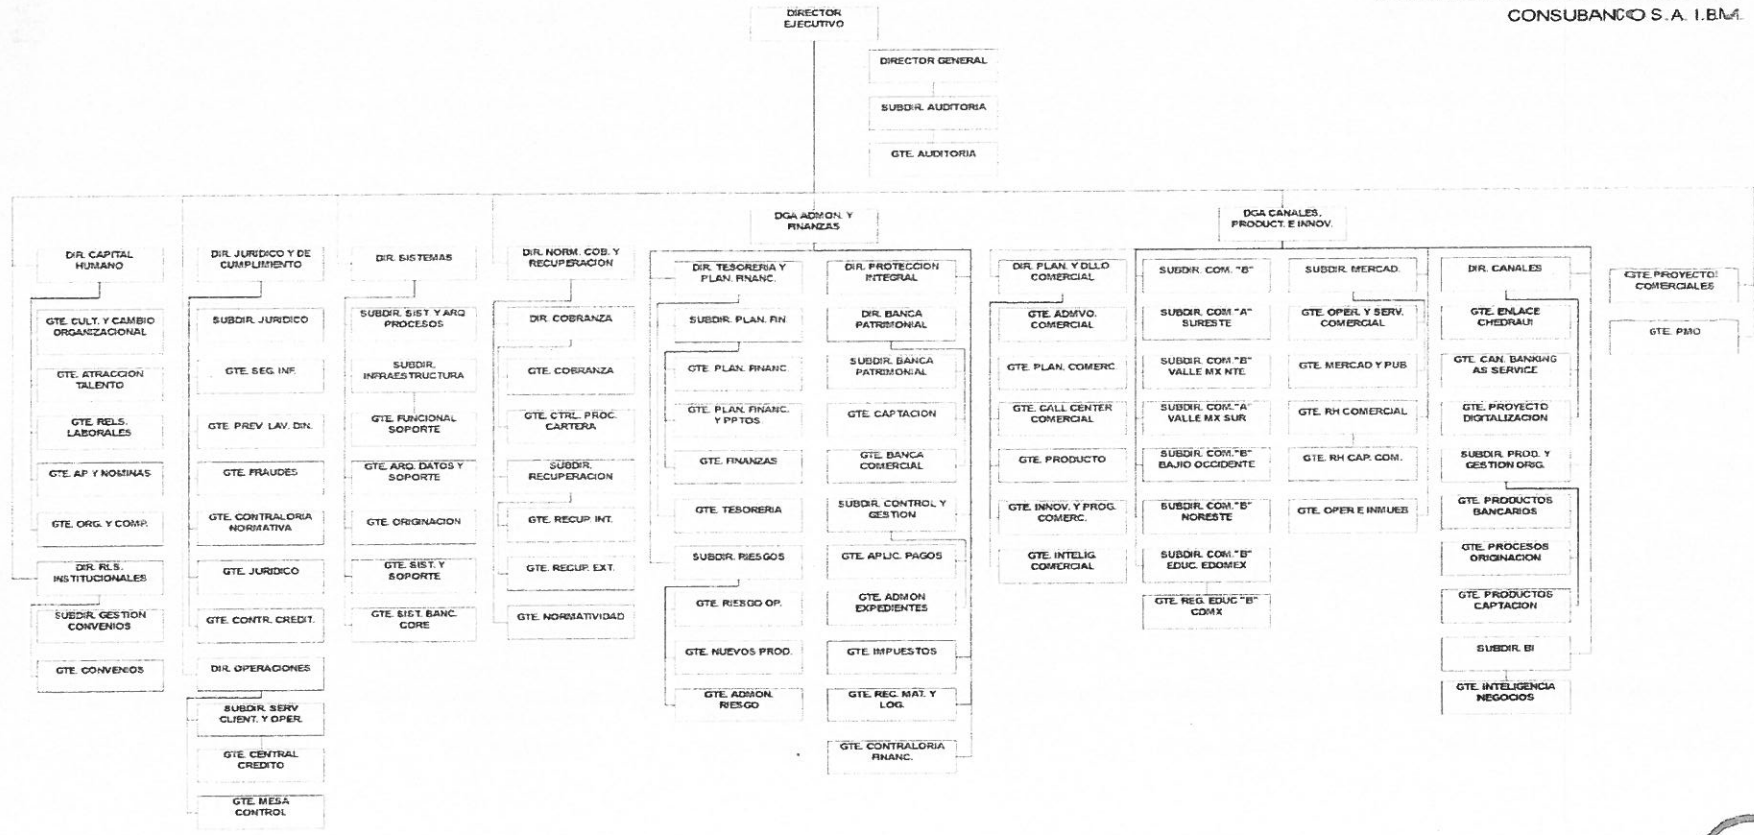 CONSUBANCO S.A. I.B.M.
DIRECTOR
EJECUTIVO
DIRECTOR GENERAL
SUBDIR. AUDITORIA
GTE. AUDITORIA
DGA ADMON. Y
FINANZAS
DGA CANALES,
PRODUCT. E INNOV.
DIR. CAPITAL
HUMANO
GTE. CULT. Y CAMBIO
ORGANIZACIONAL
GTE. ATRACCION
TALENTO
GTE. RELS.
LABORALES
GTE. AP Y NOMINAS
GTE. ORG. Y COMP.
DIR. RLS.
INSTITUCIONALES
SUBDIR. GESTION
CONVENIOS
GTE. CONVENIOS
DIR. JURIDICO Y DE
CUMPLIMIENTO
SUBDIR. JURIDICO
GTE. SEG. INF.
GTE. PREV. LAV. DIN.
GTE. FRAUDES
GTE. CONTRALORIA
NORMATIVA
GTE. JURIDICO
GTE. CONTR. CREDIT.
DIR. OPERACIONES
SUBDIR. SERV
CLIENT. Y OPER.
GTE. CENTRAL
CREDITO
GTE. MESA
CONTROL
DIR. SISTEMAS
SUBDIR. SIST Y ARQ
PROCESOS
SUBDIR.
INFRAESTRUCTURA
GTE. FUNCIONAL
SOPORTE
GTE. ARQ. DATOS Y
SOPORTE
GTE. ORIGINACION
GTE. SIST. Y
SOPORTE
GTE. SIST. BANC.
CORE
DIR. NORM. COB. Y
RECUPERACION
DIR. COBRANZA
GTE. COBRANZA
GTE. CTRL. PROC.
CARTERA
SUBDIR.
RECUPERACION
GTE. RECUP. INT.
GTE. RECUP. EXT.
GTE. NORMATIVIDAD
DIR. TESORERIA Y
PLAN. FINANC.
SUBDIR. PLAN. FIN
GTE. PLAN. FINANC.
GTE. PLAN. FINANC.
Y PPTOS
GTE. FINANZAS
GTE. TESORERIA
SUBDIR. RIESGOS
GTE. RIESGO OP.
GTE. NUEVOS PROD.
GTE. ADMON.
RIESGO
DIR. PROTECCION
INTEGRAL
DIR. BANCA
PATRIMONIAL
SUBDIR. BANCA
PATRIMONIAL
GTE. CAPTACION
GTE. BANCA
COMERCIAL
SUBDIR. CONTROL Y
GESTION
GTE. APLIC. PAGOS
GTE. ADMON
EXPEDIENTES
GTE. IMPUESTOS
GTE. REC. MAT. Y
LOG.
GTE. CONTRALORIA
FINANC.
DIR. PLAN. Y DLLO
COMERCIAL
GTE. ADMVO.
COMERCIAL
GTE. PLAN. COMERC.
GTE. CALL CENTER
COMERCIAL
GTE. PRODUCTO
GTE. INNOV. Y PROG.
COMERC.
GTE. INTELIG.
COMERCIAL
SUBDIR. COM. "B"
SUBDIR. COM. "A"
SURESTE
SUBDIR. COM. "B"
VALLE MX NTE
SUBDIR. COM. "A"
VALLE MX SUR
SUBDIR. COM. "B"
BAJIO OCCIDENTE
SUBDIR. COM. "B"
NORESTE
SUBDIR. COM. "B"
EDUC. EDOMEX
GTE. REG. EDUC "B"
CDMX
SUBDIR. MERCAD.
GTE. OPER. Y SERV.
COMERCIAL
GTE. MERCAD Y PUB
GTE. RH COMERCIAL
GTE. RH CAP. COM.
GTE. OPER E INMUEB
DIR. CANALES
GTE. ENLACE
CHEDRAUI
GTE. CAN. BANKING
AS SERVICE
GTE. PROYECTO
DIGITALIZACION
SUBDIR. PROD. Y
GESTION ORIG.
GTE. PRODUCTOS
BANCARIOS
GTE. PROCESOS
ORIGINACION
GTE. PRODUCTOS
CAPTACION
SUBDIR. BI
GTE. INTELIGENCIA
NEGOCIOS
GTE. PROYECTO
COMERCIALES
GTE. PMO